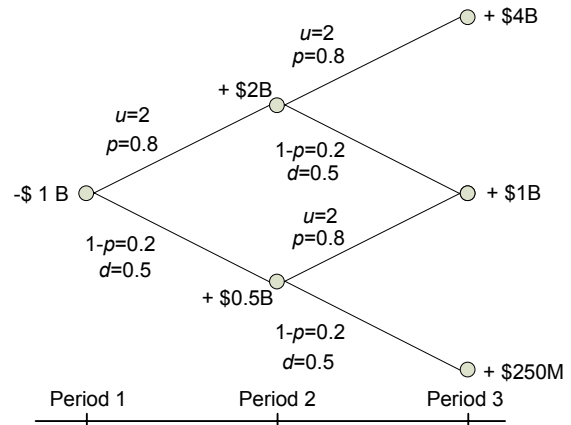 + $4B
u=2
p=0.8
+ $2B
u=2
p=0.8
1-p=0.2
d=0.5
-$ 1 B
+ $1B
u=2
p=0.8
1-p=0.2
d=0.5
+ $0.5B
1-p=0.2
d=0.5
+ $250M
Period 1
Period 2
Period 3